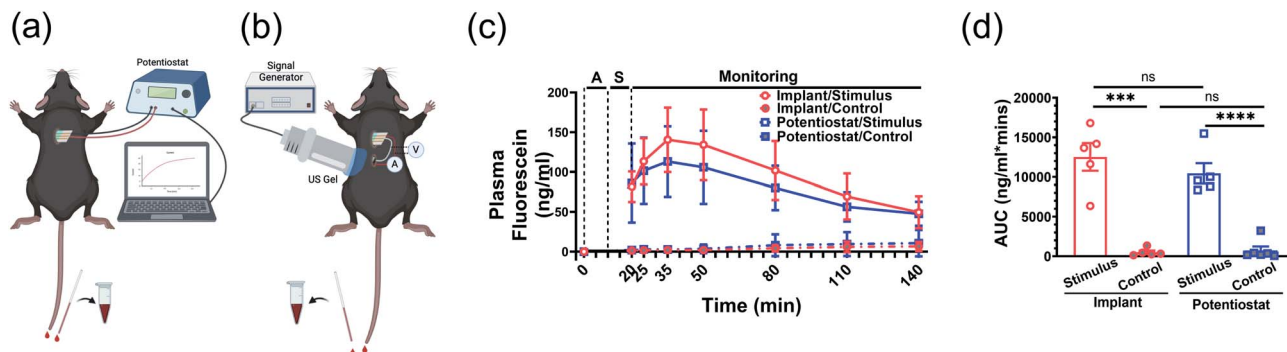 (a)
Potentiostat
(b)
Signal
Generator
US Gel
V
A
(c)
A
S
Monitoring
Plasma
Fluorescein
(ng/ml)
200
150
100
50
0
Implant/Stimulus
Implant/Control
Potentiostat/Stimulus
Potentiostat/Control
0
20
25
35
50
80
110
140
Time (min)
(d)
ns
***
ns
****
AUC (ng/ml*mins)
20000
15000
10000
5000
0
Stimulus
Control
Stimulus
Control
Implant
Potentiostat